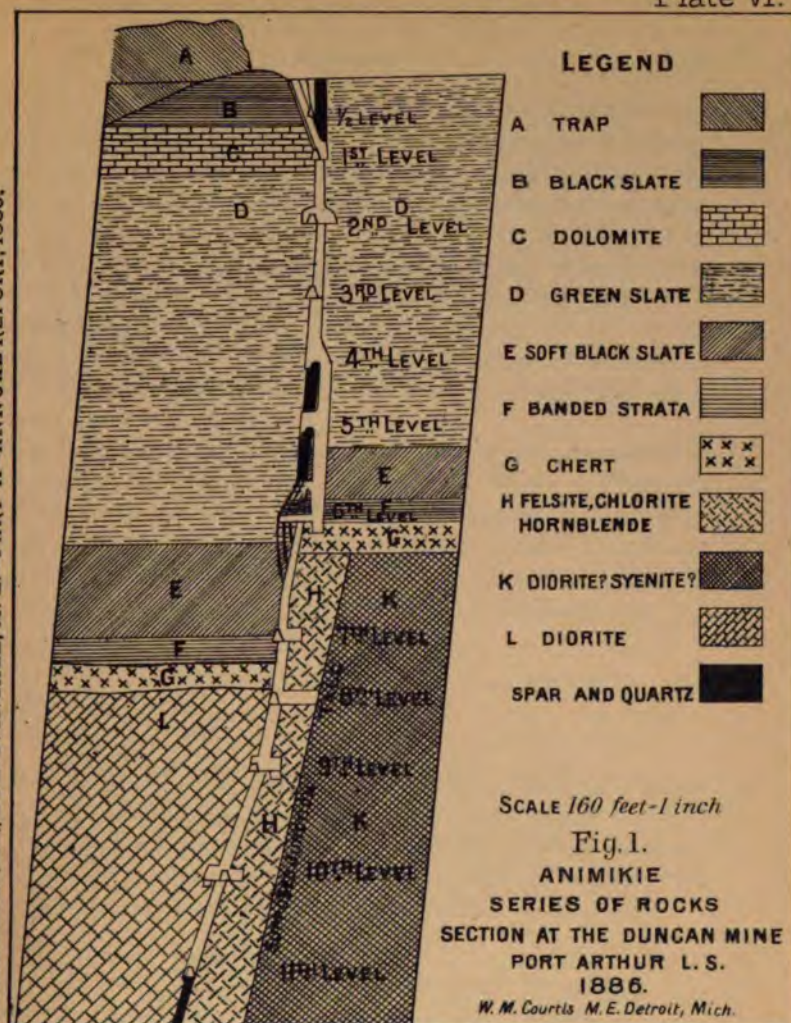 Plate VI.
A
B
C
D
E
F
G
L
½ LEVEL
1ST LEVEL
D
2ND LEVEL
3RD LEVEL
4TH LEVEL
5TH LEVEL
E
F
6TH LEVEL
G
H
K
7TH LEVEL
8TH LEVEL
9TH LEVEL
H
K
10TH LEVEL
11TH LEVEL
LEGEND
A TRAP
B BLACK SLATE
C DOLOMITE
D GREEN SLATE
E SOFT BLACK SLATE
F BANDED STRATA
G CHERT
H FELSITE, CHLORITE
HORNBLENDE
K DIORITE? SYENITE?
L DIORITE
SPAR AND QUARTZ
SCALE 160 feet-1 inch
Fig. 1.
ANIMIKIE
SERIES OF ROCKS
SECTION AT THE DUNCAN MINE
PORT ARTHUR L. S.
1886.
W. M. Courtis M. E. Detroit, Mich.